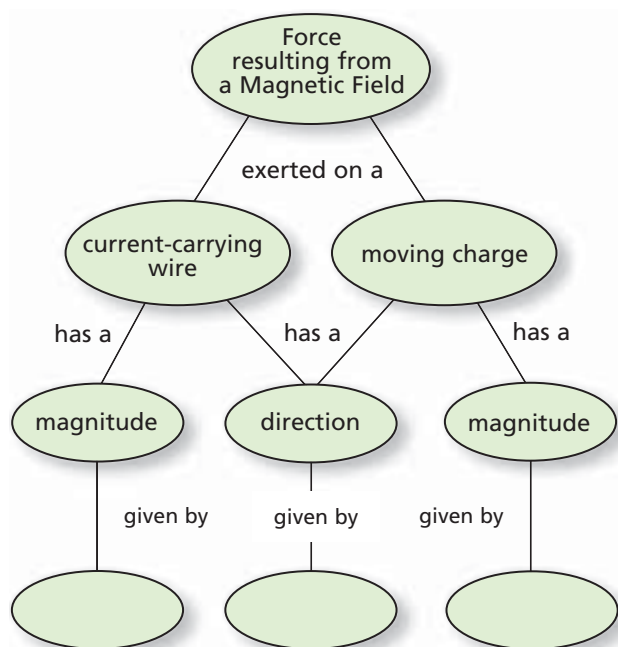 Force
resulting from
a Magnetic Field
exerted on a
current-carrying
wire
moving charge
has a
has a
has a
magnitude
direction
magnitude
given by
given by
given by